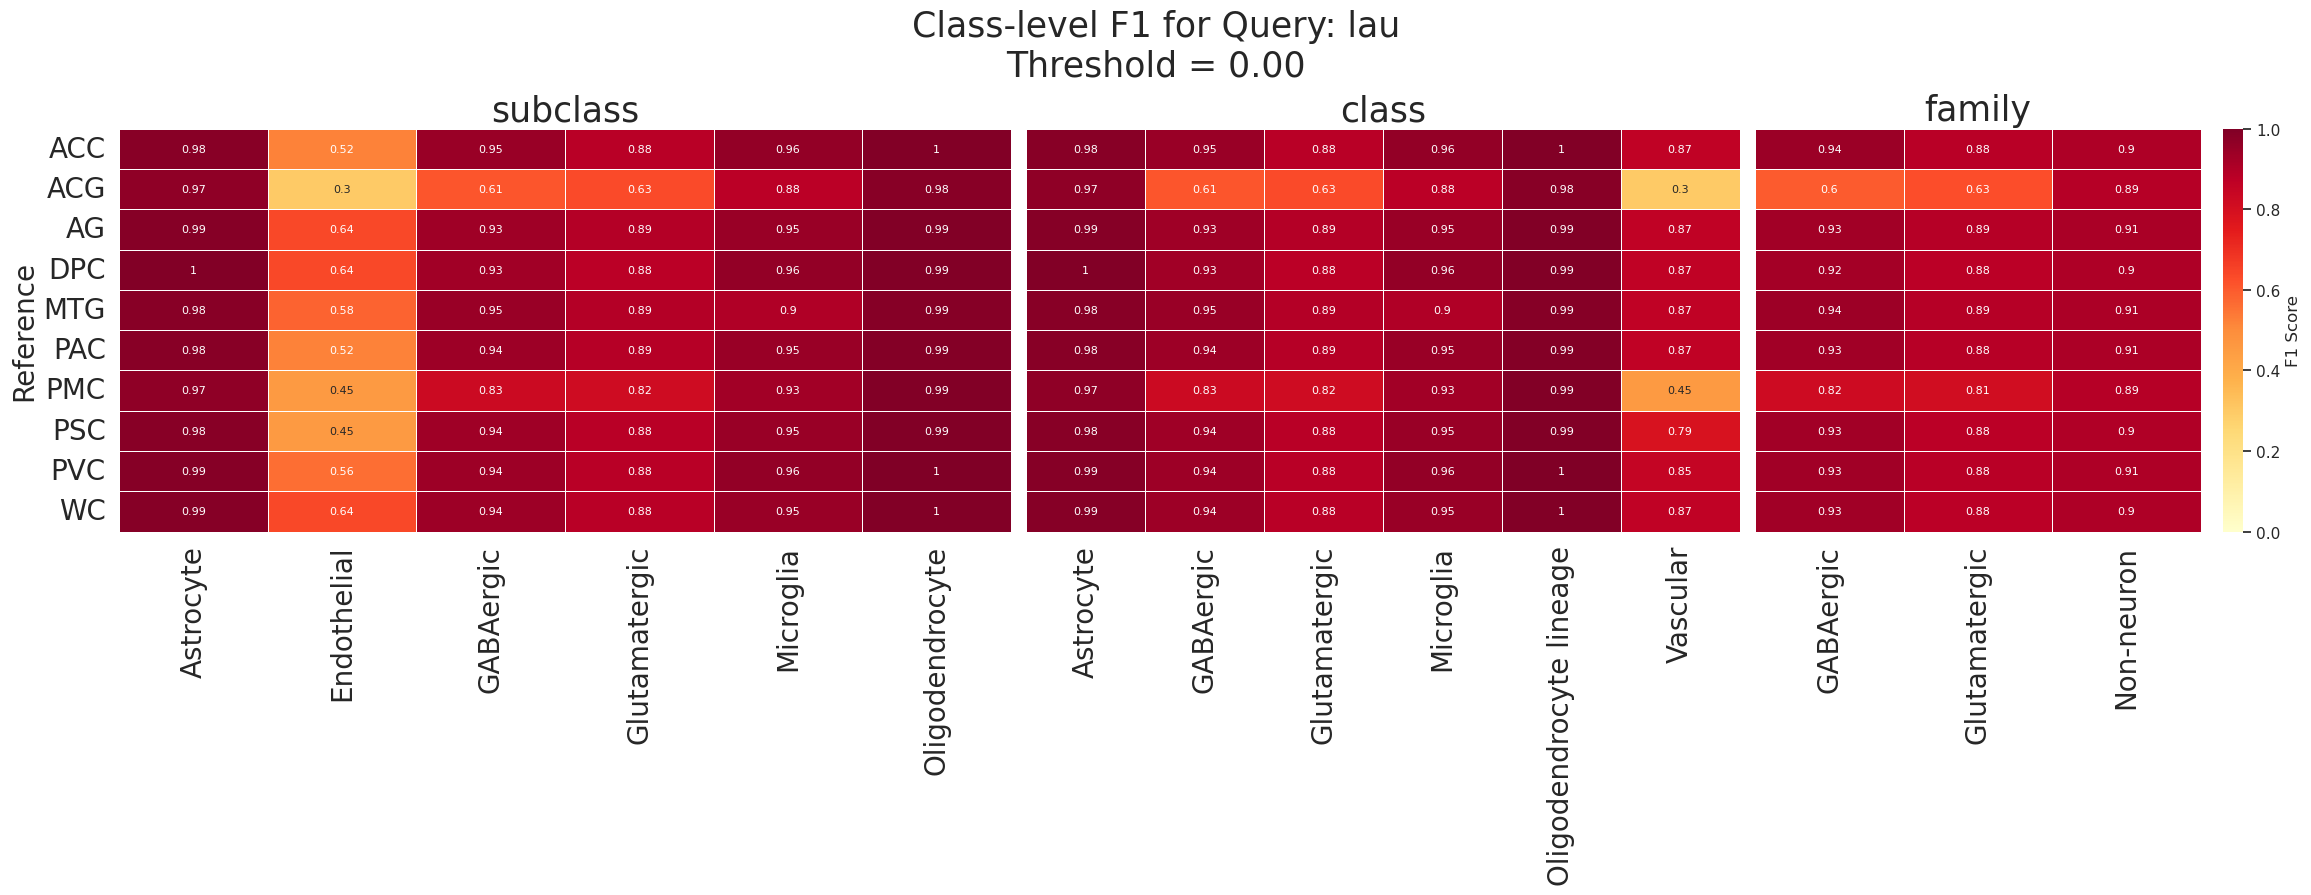 Class-level F1 for Query: lau
Threshold = 0.00
subclass class family
ACC 0.98 0.52 0.95 0.88 0.96 1 0.98 0.95 0.88 0.96 1 0.87 0.94 0.88 0.9
ACG 0.97 0.3 0.61 0.63 0.88 0.98 0.97 0.61 0.63 0.88 0.98 0.3 0.6 0.63 0.89
AG 0.99 0.64 0.93 0.89 0.95 0.99 0.99 0.93 0.89 0.95 0.99 0.87 0.93 0.89 0.91
DPC 1 0.64 0.93 0.88 0.96 0.99 1 0.93 0.88 0.96 0.99 0.87 0.92 0.88 0.9
MTG 0.98 0.58 0.95 0.89 0.9 0.99 0.98 0.95 0.89 0.9 0.99 0.87 0.94 0.89 0.91
PAC 0.98 0.52 0.94 0.89 0.95 0.99 0.98 0.94 0.89 0.95 0.99 0.87 0.93 0.88 0.91
PMC 0.97 0.45 0.83 0.82 0.93 0.99 0.97 0.83 0.82 0.93 0.99 0.45 0.82 0.81 0.89
PSC 0.98 0.45 0.94 0.88 0.95 0.99 0.98 0.94 0.88 0.95 0.99 0.79 0.93 0.88 0.9
PVC 0.99 0.56 0.94 0.88 0.96 1 0.99 0.94 0.88 0.96 1 0.85 0.93 0.88 0.91
WC 0.99 0.64 0.94 0.88 0.95 1 0.99 0.94 0.88 0.95 1 0.87 0.93 0.88 0.9
Reference
Astrocyte
Endothelial
GABAergic
Glutamatergic
Microglia
Oligodendrocyte
Astrocyte
GABAergic
Glutamatergic
Microglia
Oligodendrocyte lineage
Vascular
GABAergic
Glutamatergic
Non-neuron
1.0
0.8
0.6
0.4
0.2
0.0
F1 Score